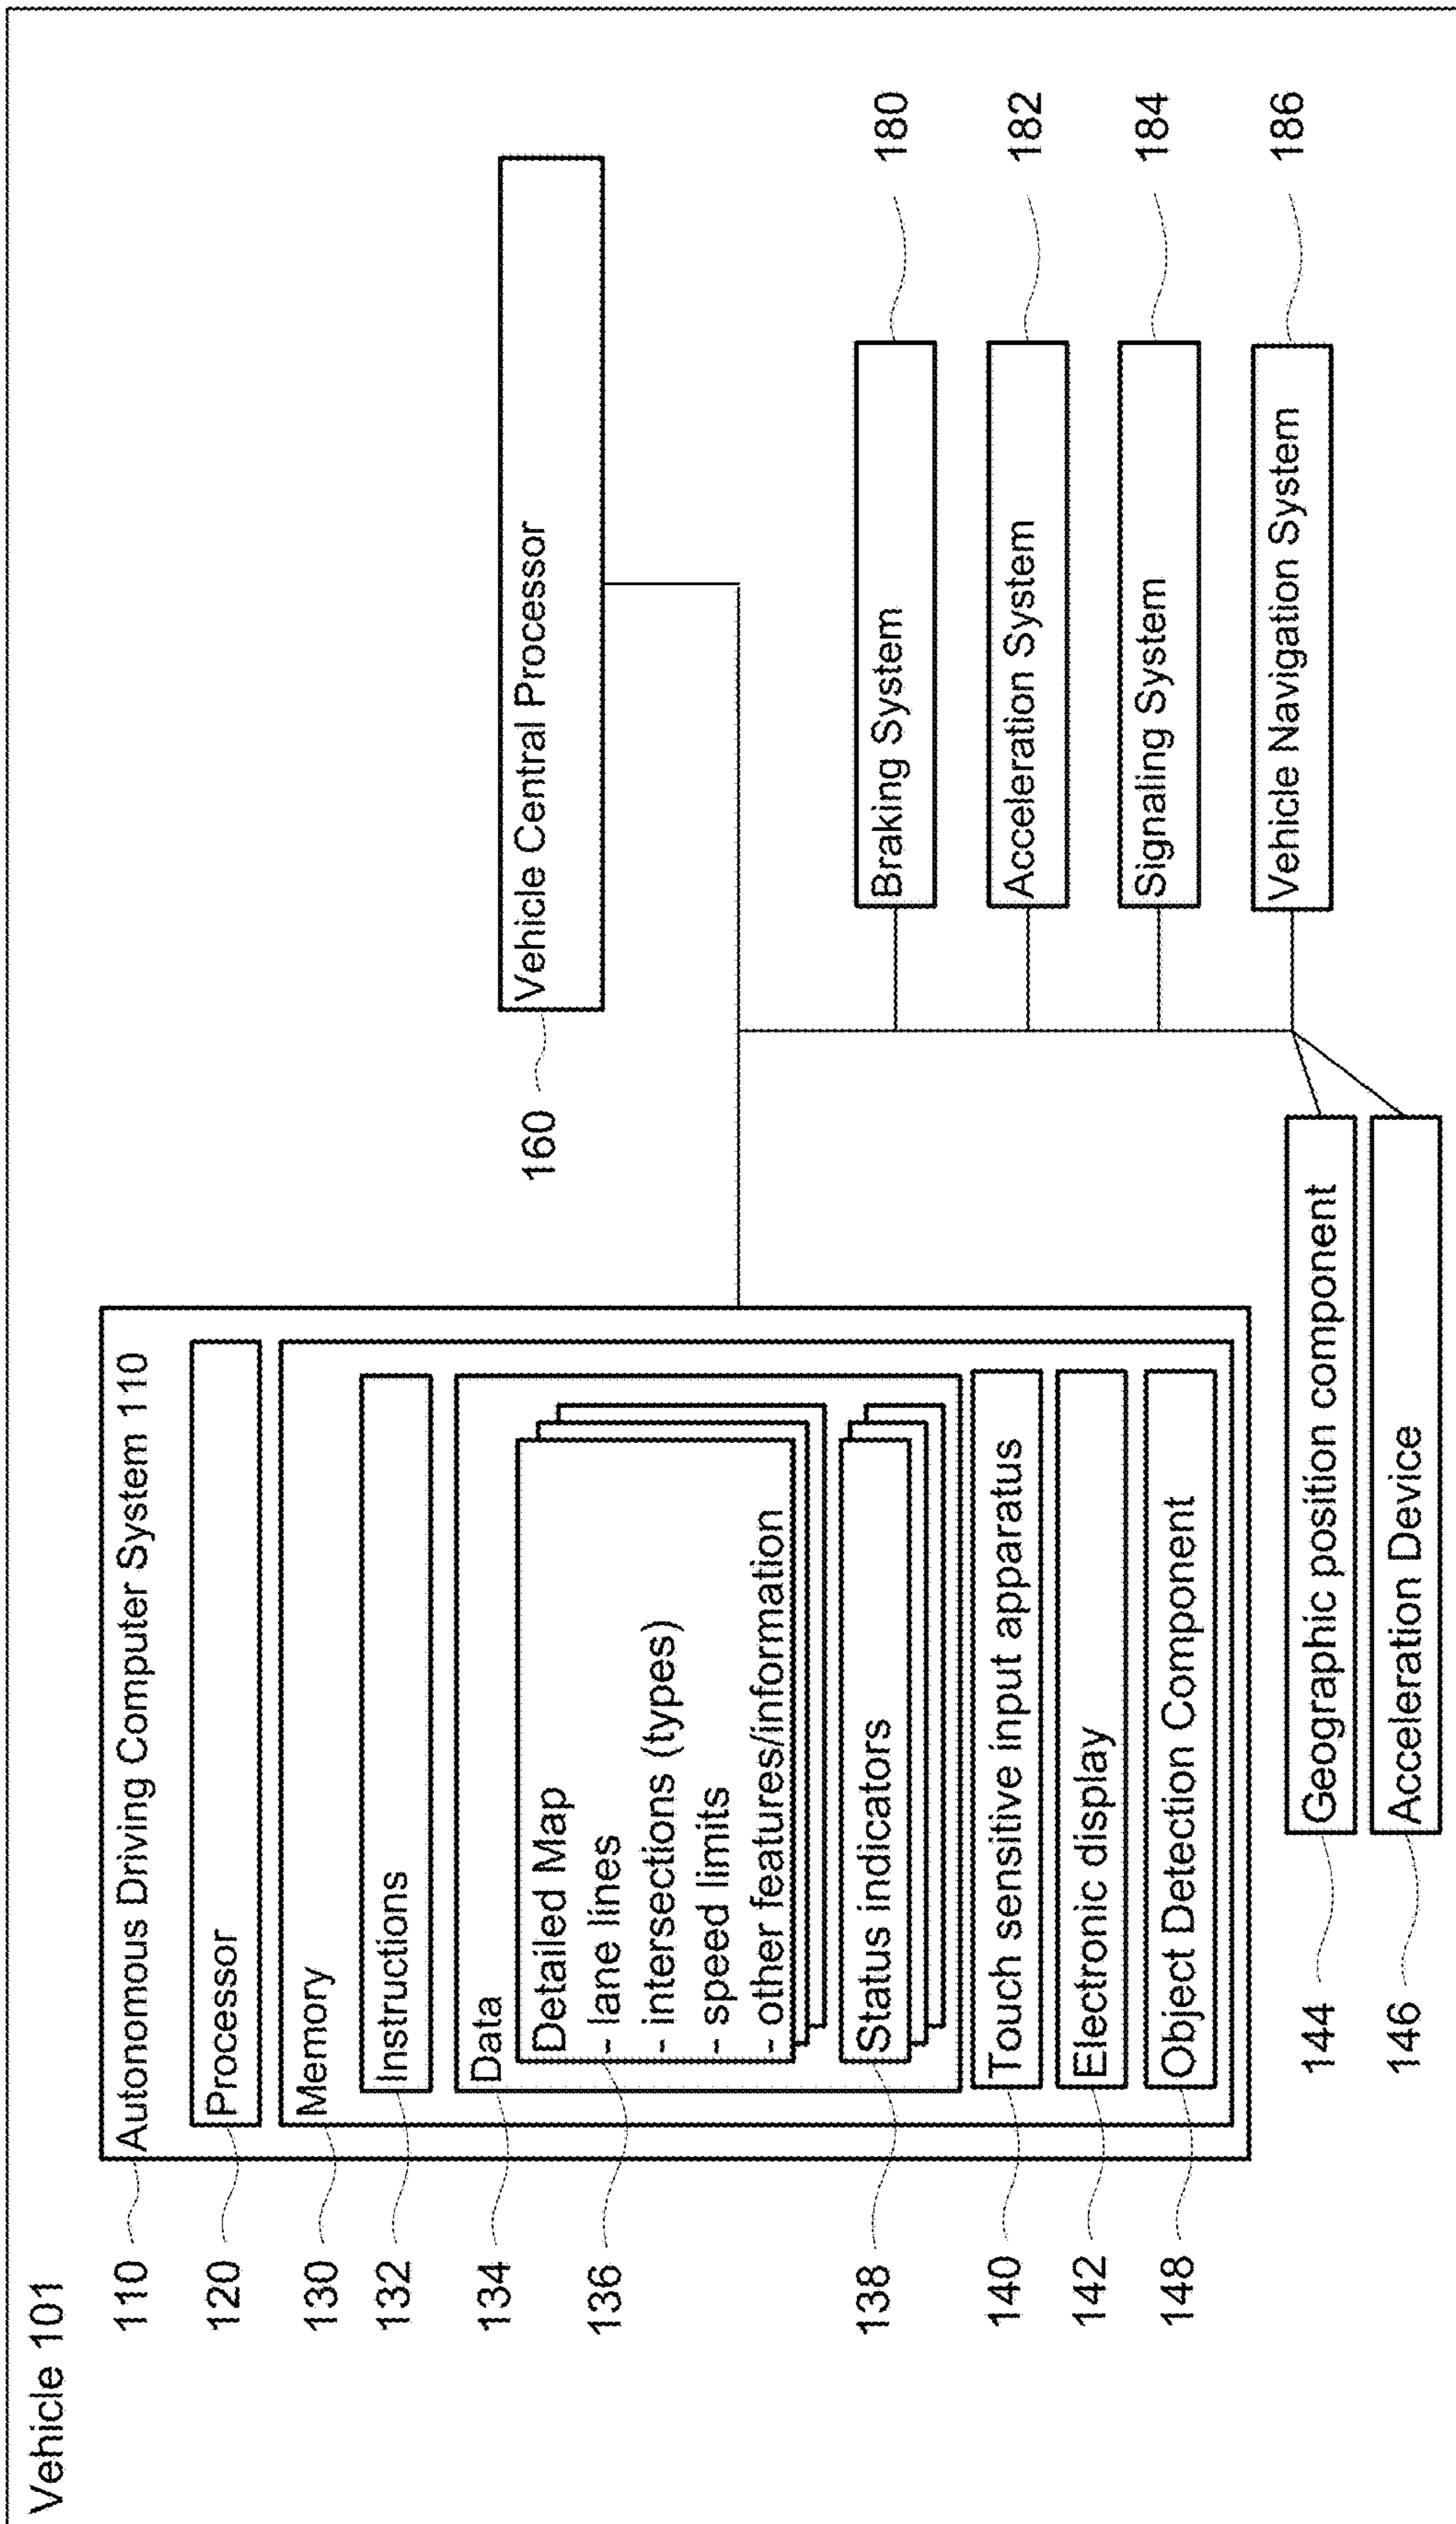 Vehicle 101
110
Autonomous Driving Computer System 110
120
Processor
130
Memory
132
Instructions
134
Data
136
Detailed Map
- lane lines
- intersections (types)
- speed limits
- other features/information
138
Status indicators
140
Touch sensitive input apparatus
142
Electronic display
148
Object Detection Component
144
Geographic position component
146
Acceleration Device
160
Vehicle Central Processor
Braking System
180
Acceleration System
182
Signaling System
184
Vehicle Navigation System
186